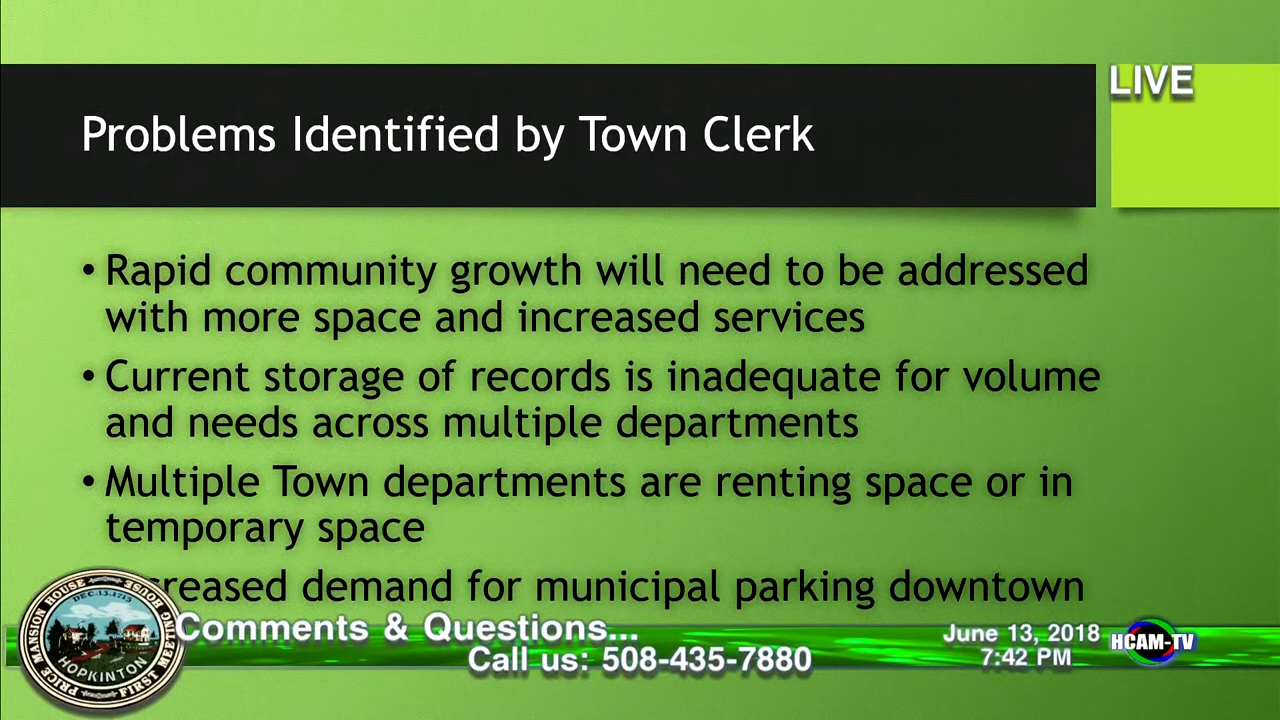 LIVE
Problems Identified by Town Clerk
• Rapid community growth will need to be addressed
with more space and increased services
• Current storage of records is inadequate for volume
and needs across multiple departments
• Multiple Town departments are renting space or in
temporary space
creased demand for municipal parking downtown
Comments & Questions...
Call us: 508-435-7880
June 13, 2018
7:42 PM
HCAM-TV
PRICE MANSION HOUSE
FIRST MEETING HOUSE
DEC-13-1715
HOPKINTON